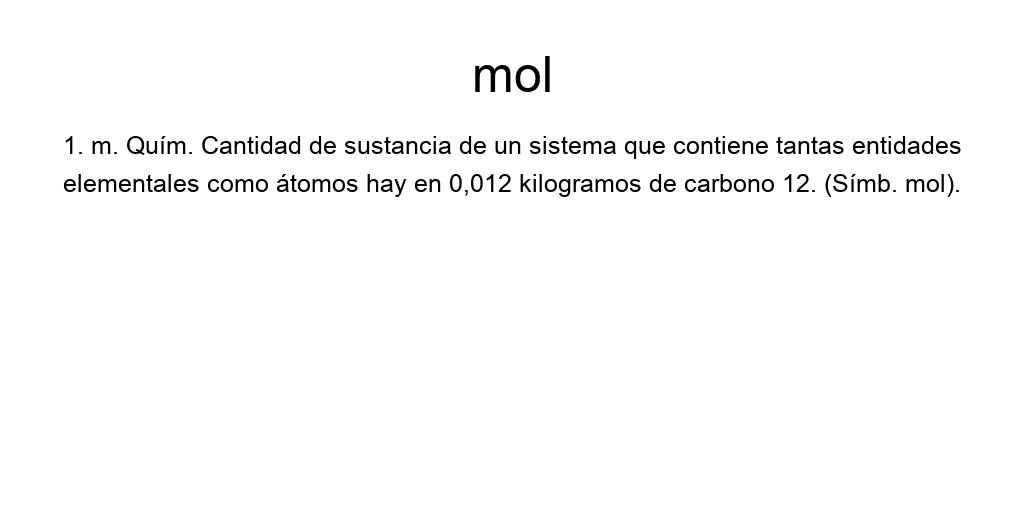 mol
1. m. Quím. Cantidad de sustancia de un sistema que contiene tantas entidades
elementales como átomos hay en 0,012 kilogramos de carbono 12. (Símb. mol).